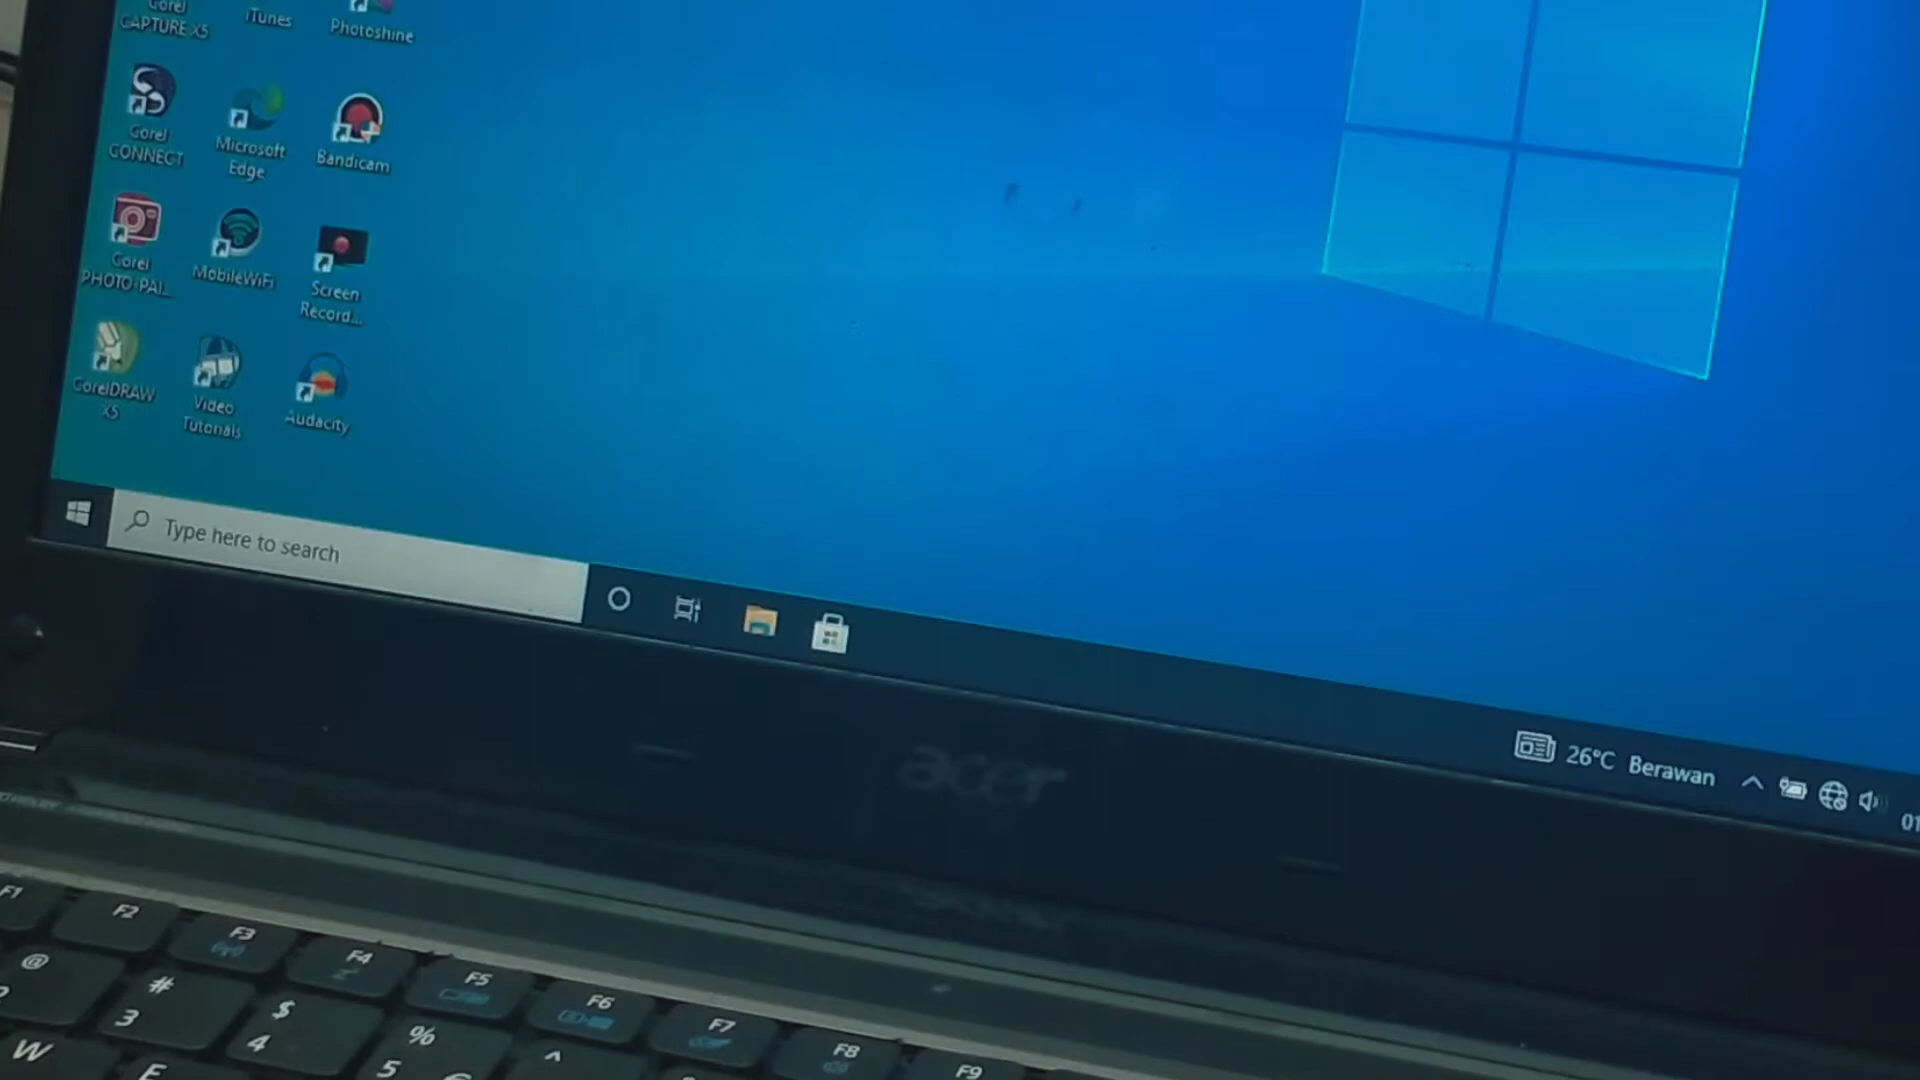 Corel
CAPTURE X5
iTunes
Photoshine
Corel
CONNECT
Microsoft
Edge
Bandicam
Corel
PHOTO-PAI...
MobileWiFi
Screen
Record...
CorelDRAW
X5
Video
Tutorials
Audacity
Type here to search
26°C Berawan
01
acer
F1 F2 F3 F4 F5 F6 F7 F8 F9
@ # $ % ^
3 4 5
W E